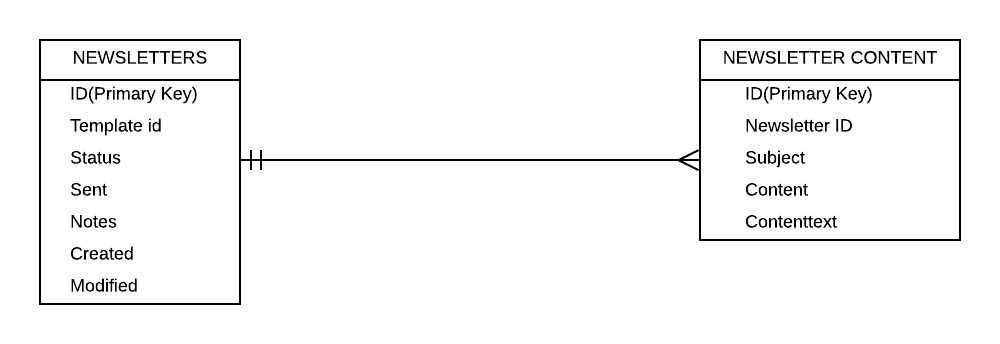 NEWSLETTERS
ID(Primary Key)
Template id
Status
Sent
Notes
Created
Modified
NEWSLETTER CONTENT
ID(Primary Key)
Newsletter ID
Subject
Content
Contenttext